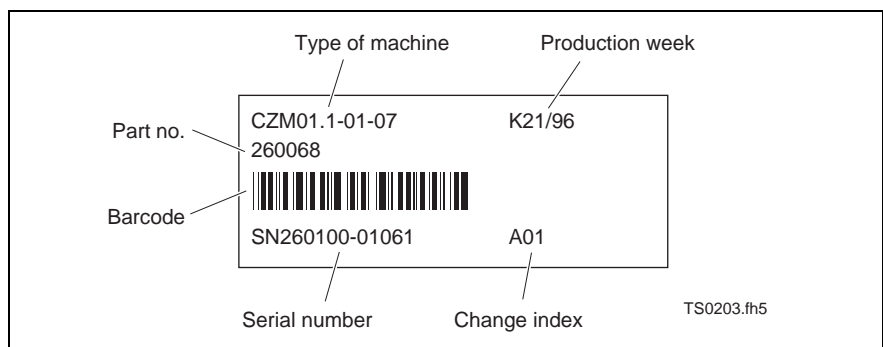 Type of machine Production week
CZM01.1-01-07 K21/96
Part no.
260068
Barcode
SN260100-01061 A01
TS0203.fh5
Serial number Change index